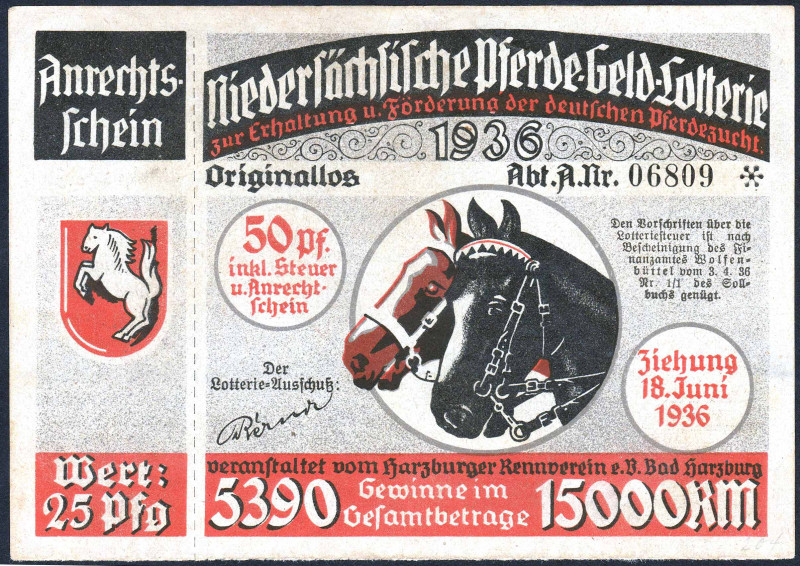 Anrechts-
schein
Wert:
25 Pfg
Niedersächsische Pferde-Geld-Lotterie
zur Erhaltung u. Förderung der deutschen Pferdezucht.
1936
Originallos
Abt. A. Nr. 06809 *
50 Pf.
inkl. Steuer
u. Anrecht-
schein
Den Vorschriften über die
Lotteriesteuer ist nach
Bescheinigung des Fi-
nanzamtes Wolfen-
büttel vom 3. 4. 36
Nr. 1/1 des Soll-
buchs genügt.
Der
Lotterie-Ausschuß:
Ziehung
18. Juni
1936
veranstaltet vom Harzburger Rennverein e.V. Bad Harzburg
5390 Gewinne im
Gesamtbetrage 15000RM